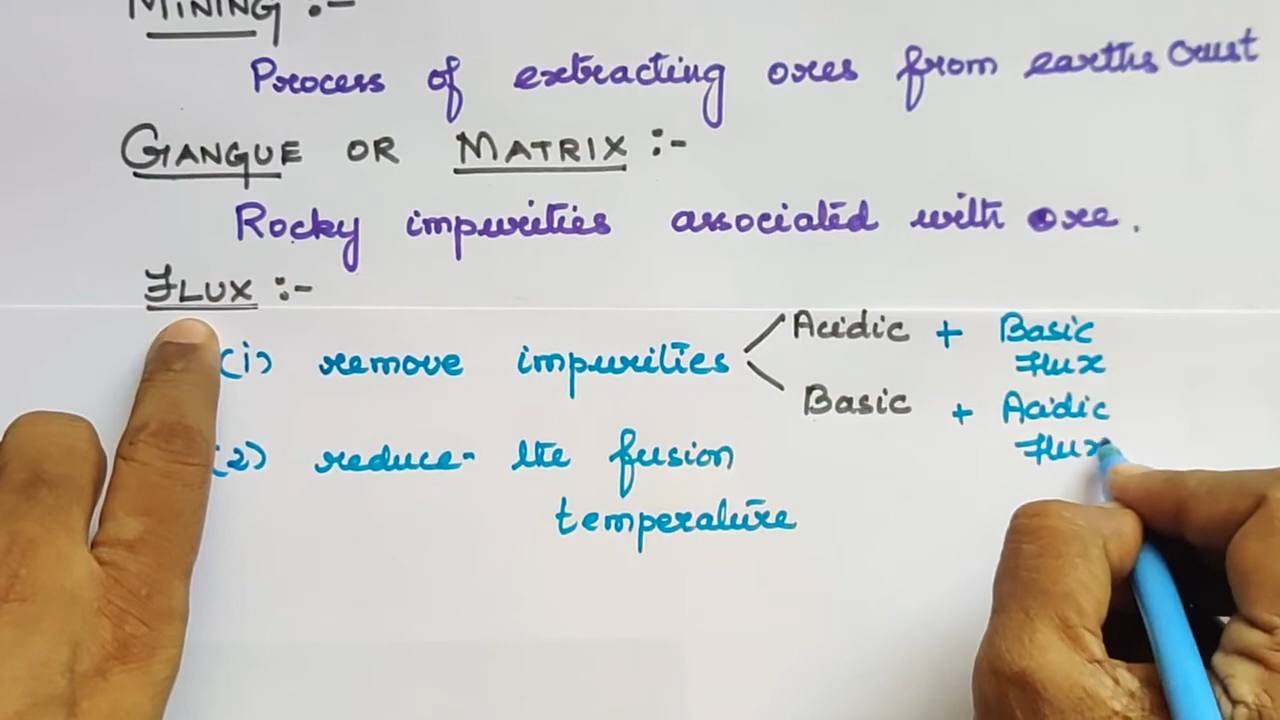 MINING :-
Process of extracting ores from earths crust
GANGUE OR MATRIX :-
Rocky impurities associated with ore.
FLUX :-
(i) remove impurities
Acidic + Basic
Flux
Basic + Acidic
Flux
(2) reduce the fusion
temperature